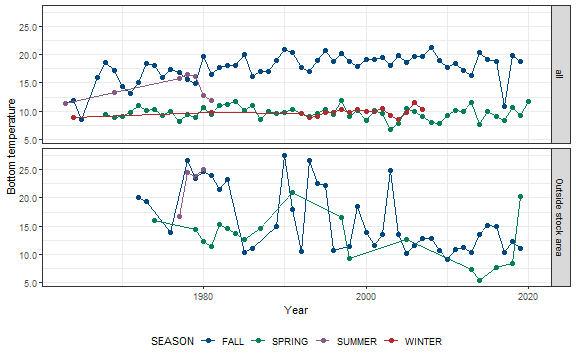 25.0
20.0
15.0
10.0
5.0
all
Bottom temperature
25.0
20.0
15.0
10.0
5.0
Outside stock area
1980
2000
2020
Year
SEASON
FALL
SPRING
SUMMER
WINTER